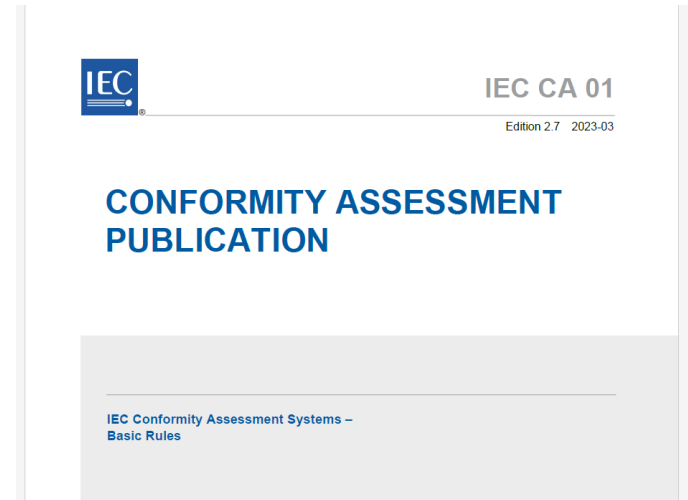 IEC
®
IEC CA 01
Edition 2.7 2023-03
CONFORMITY ASSESSMENT
PUBLICATION
IEC Conformity Assessment Systems –
Basic Rules